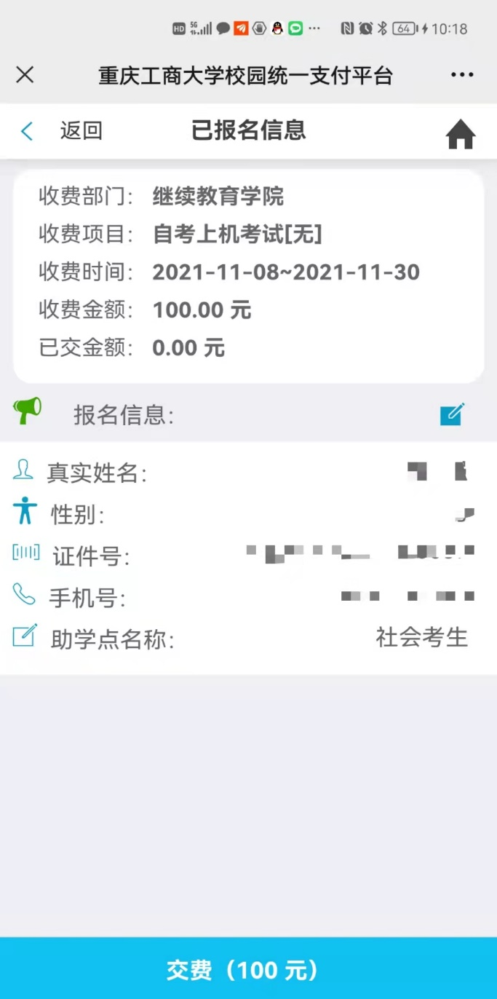 HD 5G 64 10:18
重庆工商大学校园统一支付平台
返回 已报名信息
收费部门: 继续教育学院
收费项目: 自考上机考试[无]
收费时间: 2021-11-08~2021-11-30
收费金额: 100.00 元
已交金额: 0.00 元
报名信息:
真实姓名:
性别:
证件号:
手机号:
助学点名称: 社会考生
交费（100 元）